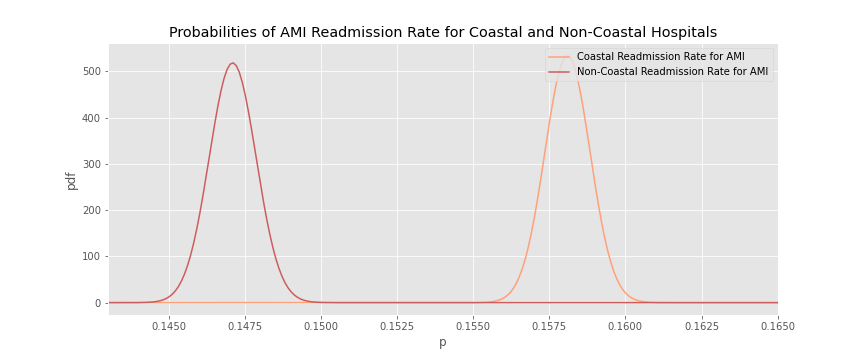 Probabilities of AMI Readmission Rate for Coastal and Non-Coastal Hospitals
Coastal Readmission Rate for AMI
Non-Coastal Readmission Rate for AMI
pdf
500
400
300
200
100
0
0.1450 0.1475 0.1500 0.1525 0.1550 0.1575 0.1600 0.1625 0.1650
p